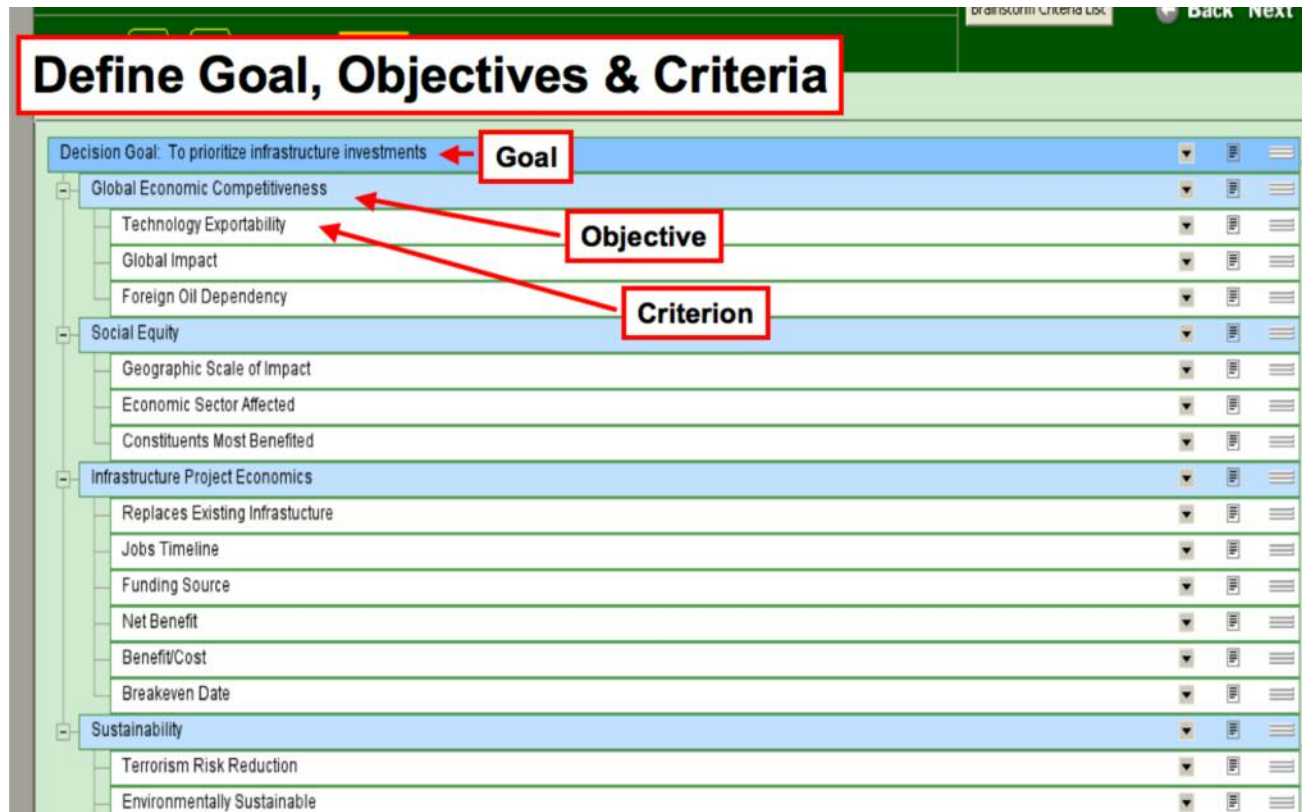 Brainstorm Criteria List
Back Next
Define Goal, Objectives & Criteria
Decision Goal: To prioritize infrastructure investments
Goal
Global Economic Competitiveness
Technology Exportability
Objective
Global Impact
Foreign Oil Dependency
Criterion
Social Equity
Geographic Scale of Impact
Economic Sector Affected
Constituents Most Benefited
Infrastructure Project Economics
Replaces Existing Infrastucture
Jobs Timeline
Funding Source
Net Benefit
Benefit/Cost
Breakeven Date
Sustainability
Terrorism Risk Reduction
Environmentally Sustainable